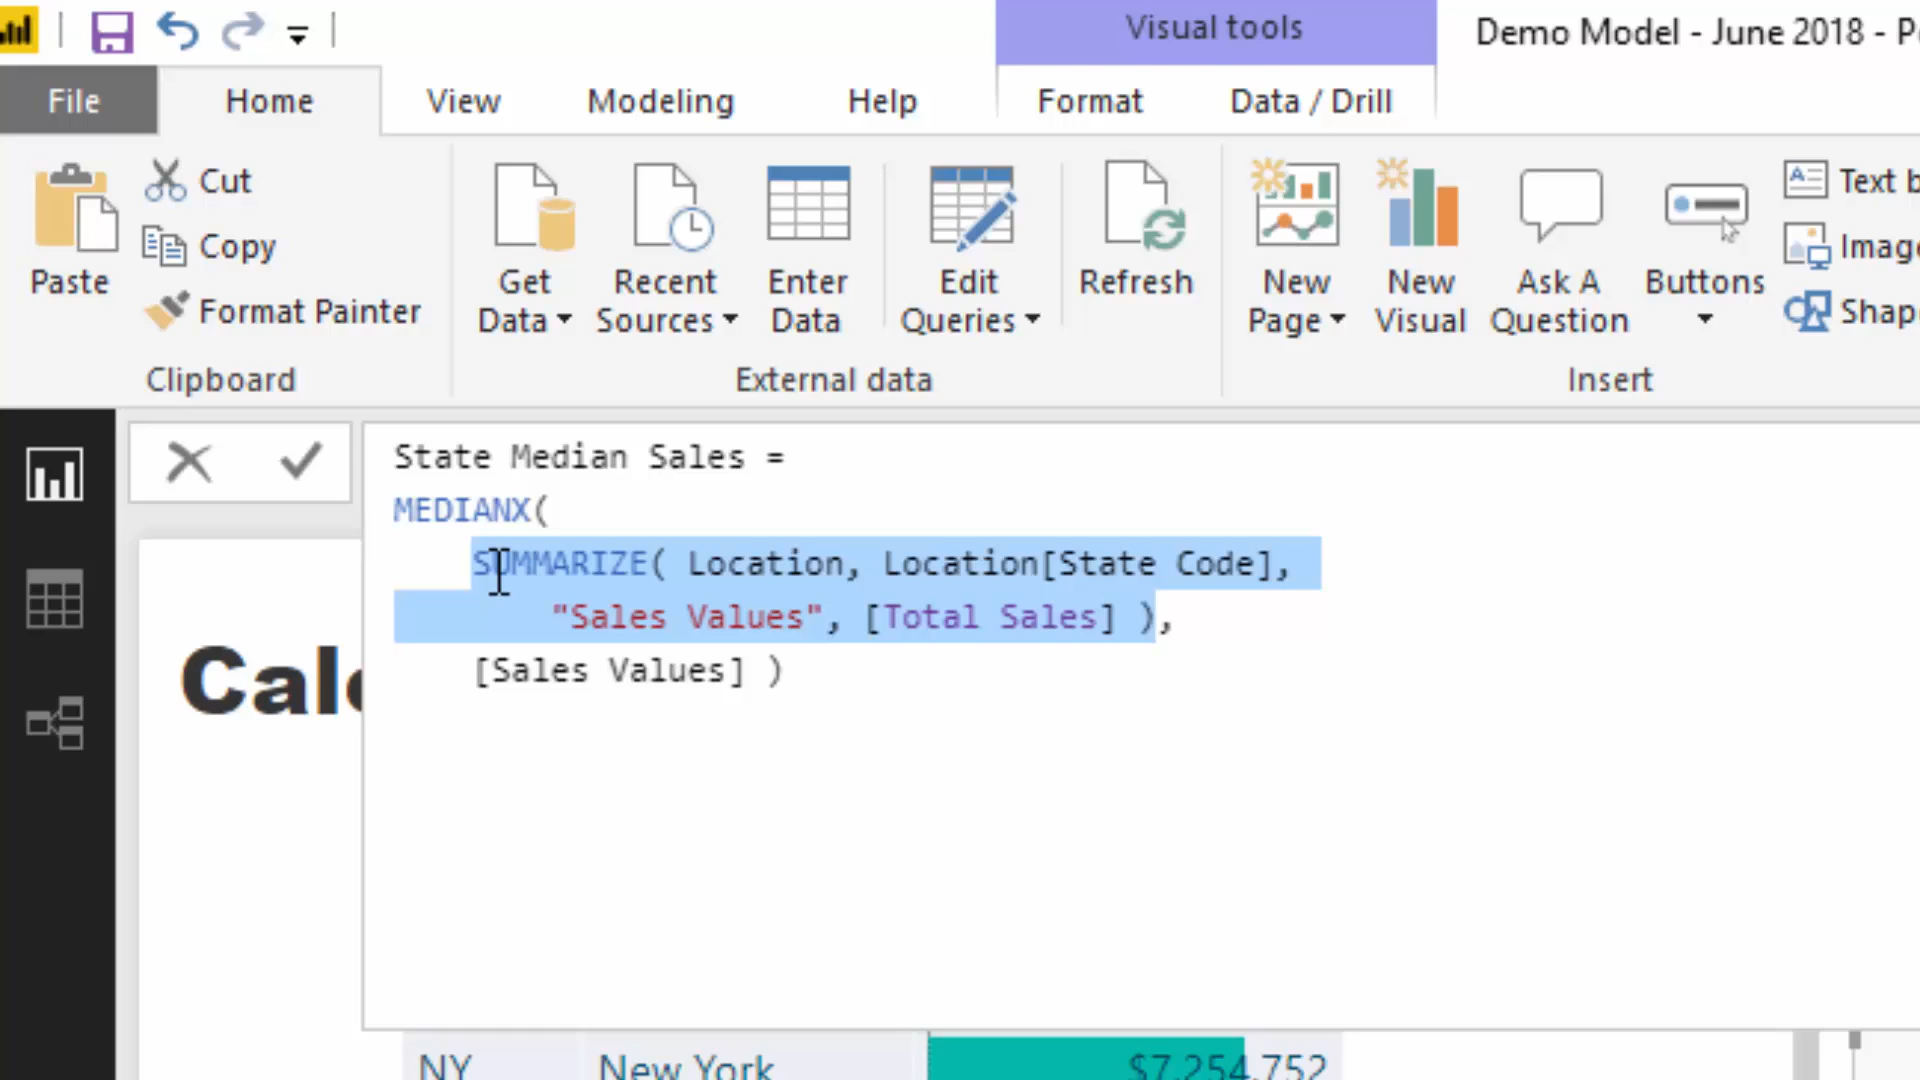 Visual tools
Demo Model - June 2018 -
File Home View Modeling Help Format Data / Drill
Paste
Cut
Copy
Format Painter
Clipboard
Get Data
Recent Sources
Enter Data
Edit Queries
Refresh
External data
New Page
New Visual
Ask A Question
Buttons
Text
Insert
State Median Sales =
MEDIANX(
SUMMARIZE( Location, Location[State Code],
"Sales Values", [Total Sales] ),
[Sales Values] )
NY New York $7,254,752